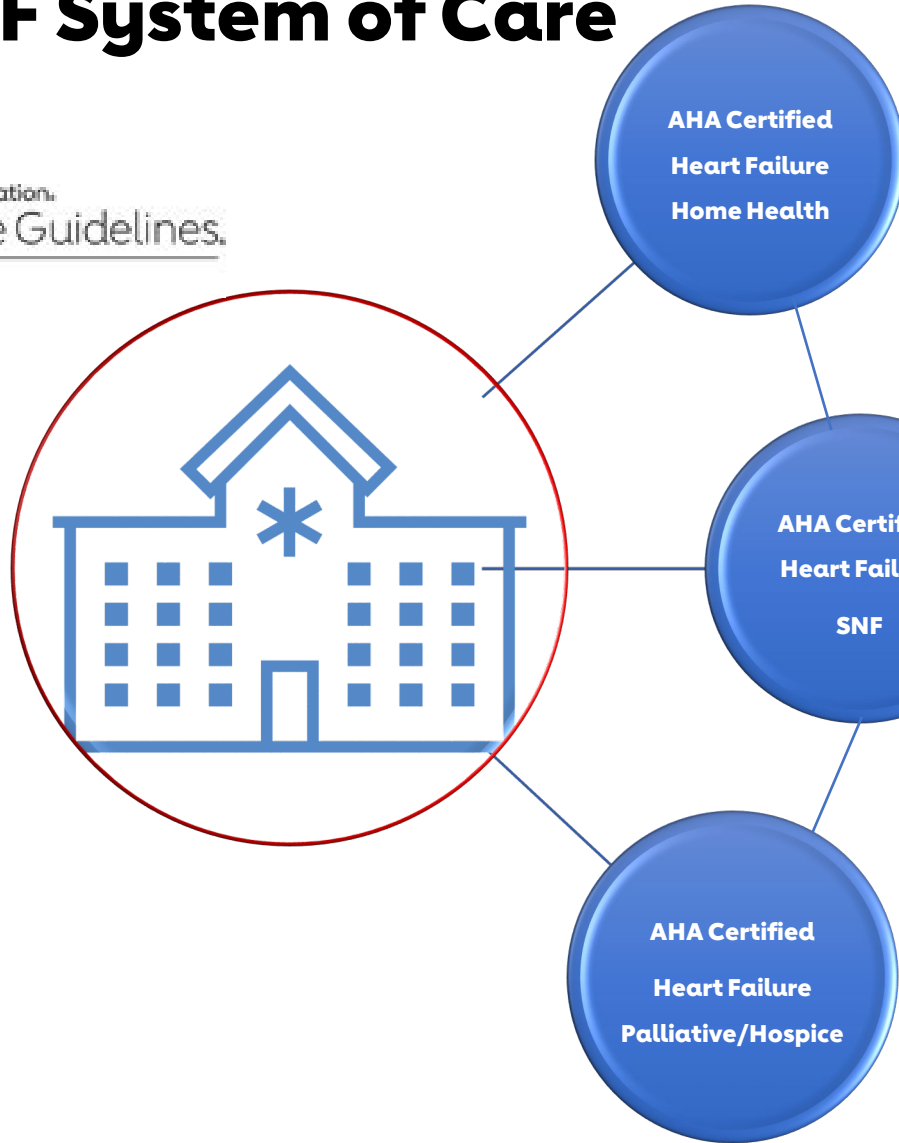 F System of Care
AHA Certified
Heart Failure
Home Health
ation.
e Guidelines.
AHA Certif
Heart Fail
SNF
AHA Certified
Heart Failure
Palliative/Hospice